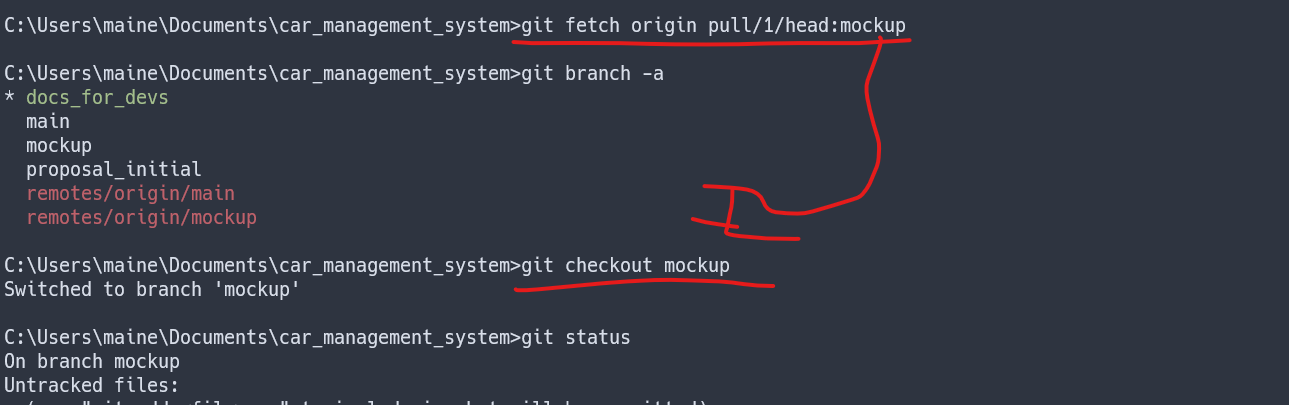 C:\Users\maine\Documents\car_management_system>git fetch origin pull/1/head:mockup
C:\Users\maine\Documents\car_management_system>git branch -a
* docs_for_devs
main
mockup
proposal_initial
remotes/origin/main
remotes/origin/mockup
C:\Users\maine\Documents\car_management_system>git checkout mockup
Switched to branch 'mockup'
C:\Users\maine\Documents\car_management_system>git status
On branch mockup
Untracked files: